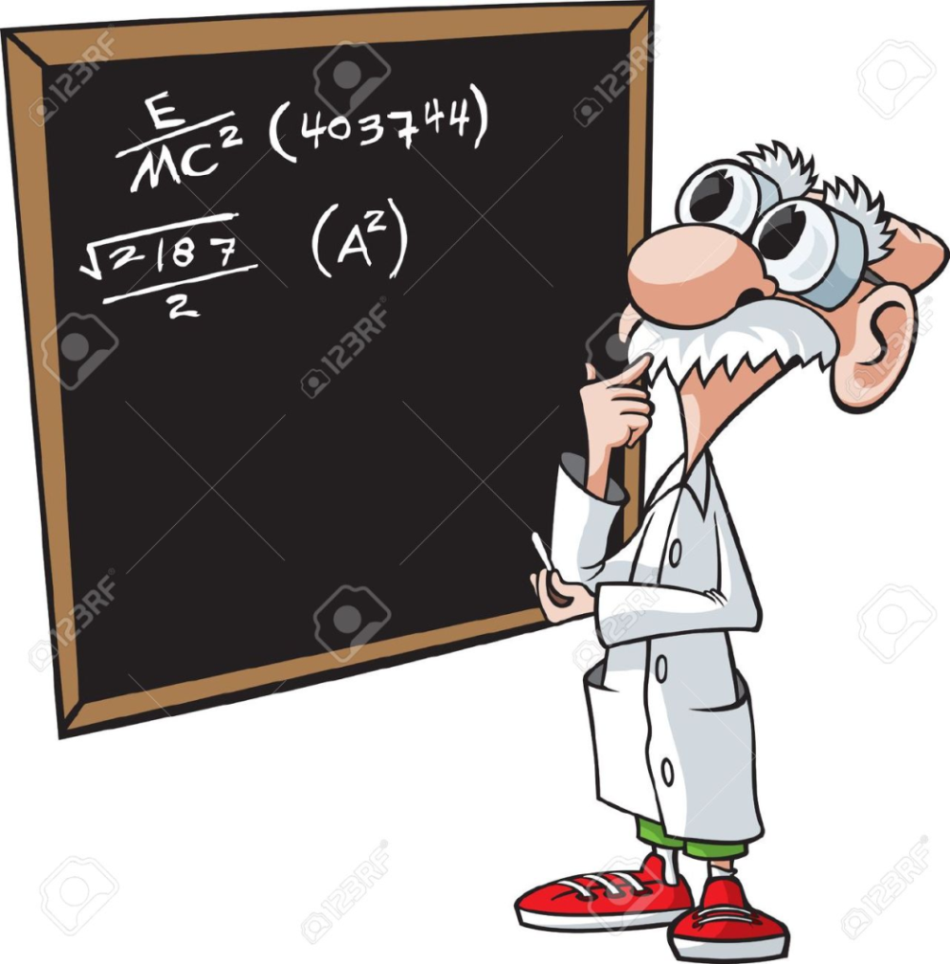 E/MC² (403744)
√2187/2 (A²)
123RF